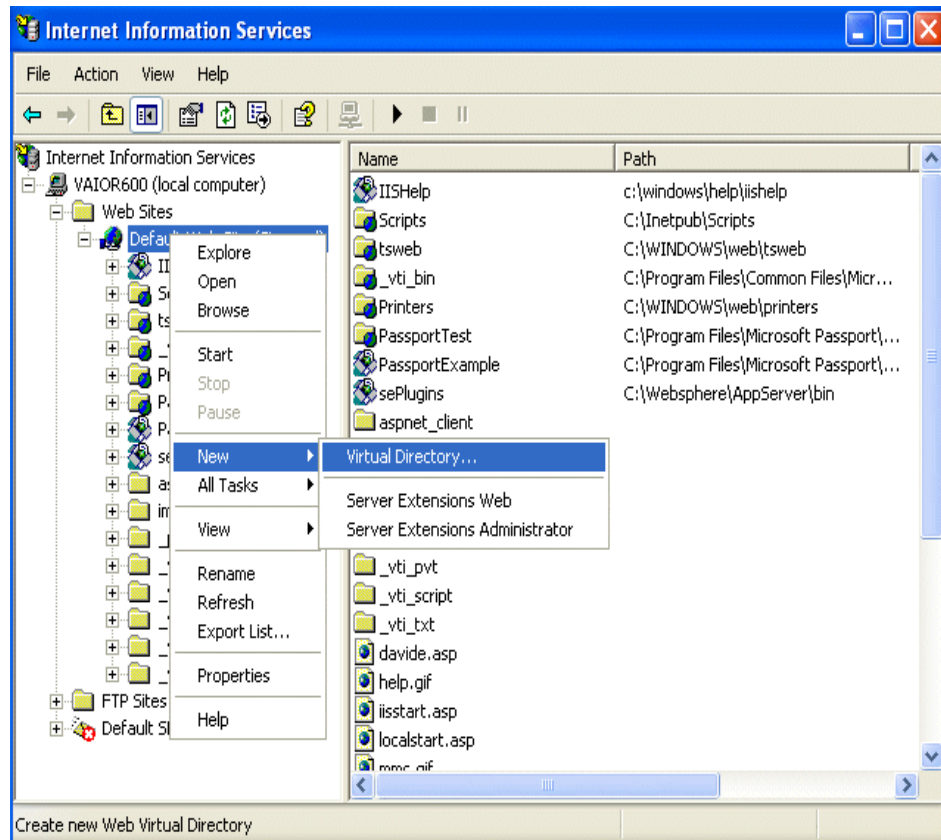 Internet Information Services
File Action View Help
Internet Information Services
VAIOR600 (local computer)
Web Sites
FTP Sites
Default
Explore
Open
Browse
Start
Stop
Pause
New
All Tasks
View
Rename
Refresh
Export List...
Properties
Help
Virtual Directory...
Server Extensions Web
Server Extensions Administrator
Name Path
IISHelp c:\windows\help\iishelp
Scripts C:\Inetpub\Scripts
tsweb C:\WINDOWS\web\tsweb
_vti_bin C:\Program Files\Common Files\Micr...
Printers C:\WINDOWS\web\printers
PassportTest C:\Program Files\Microsoft Passport\...
PassportExample C:\Program Files\Microsoft Passport\...
sePlugins C:\Websphere\AppServer\bin
aspnet_client
_vti_pvt
_vti_script
_vti_txt
davide.asp
help.gif
iisstart.asp
localstart.asp
mmc.gif
Create new Web Virtual Directory